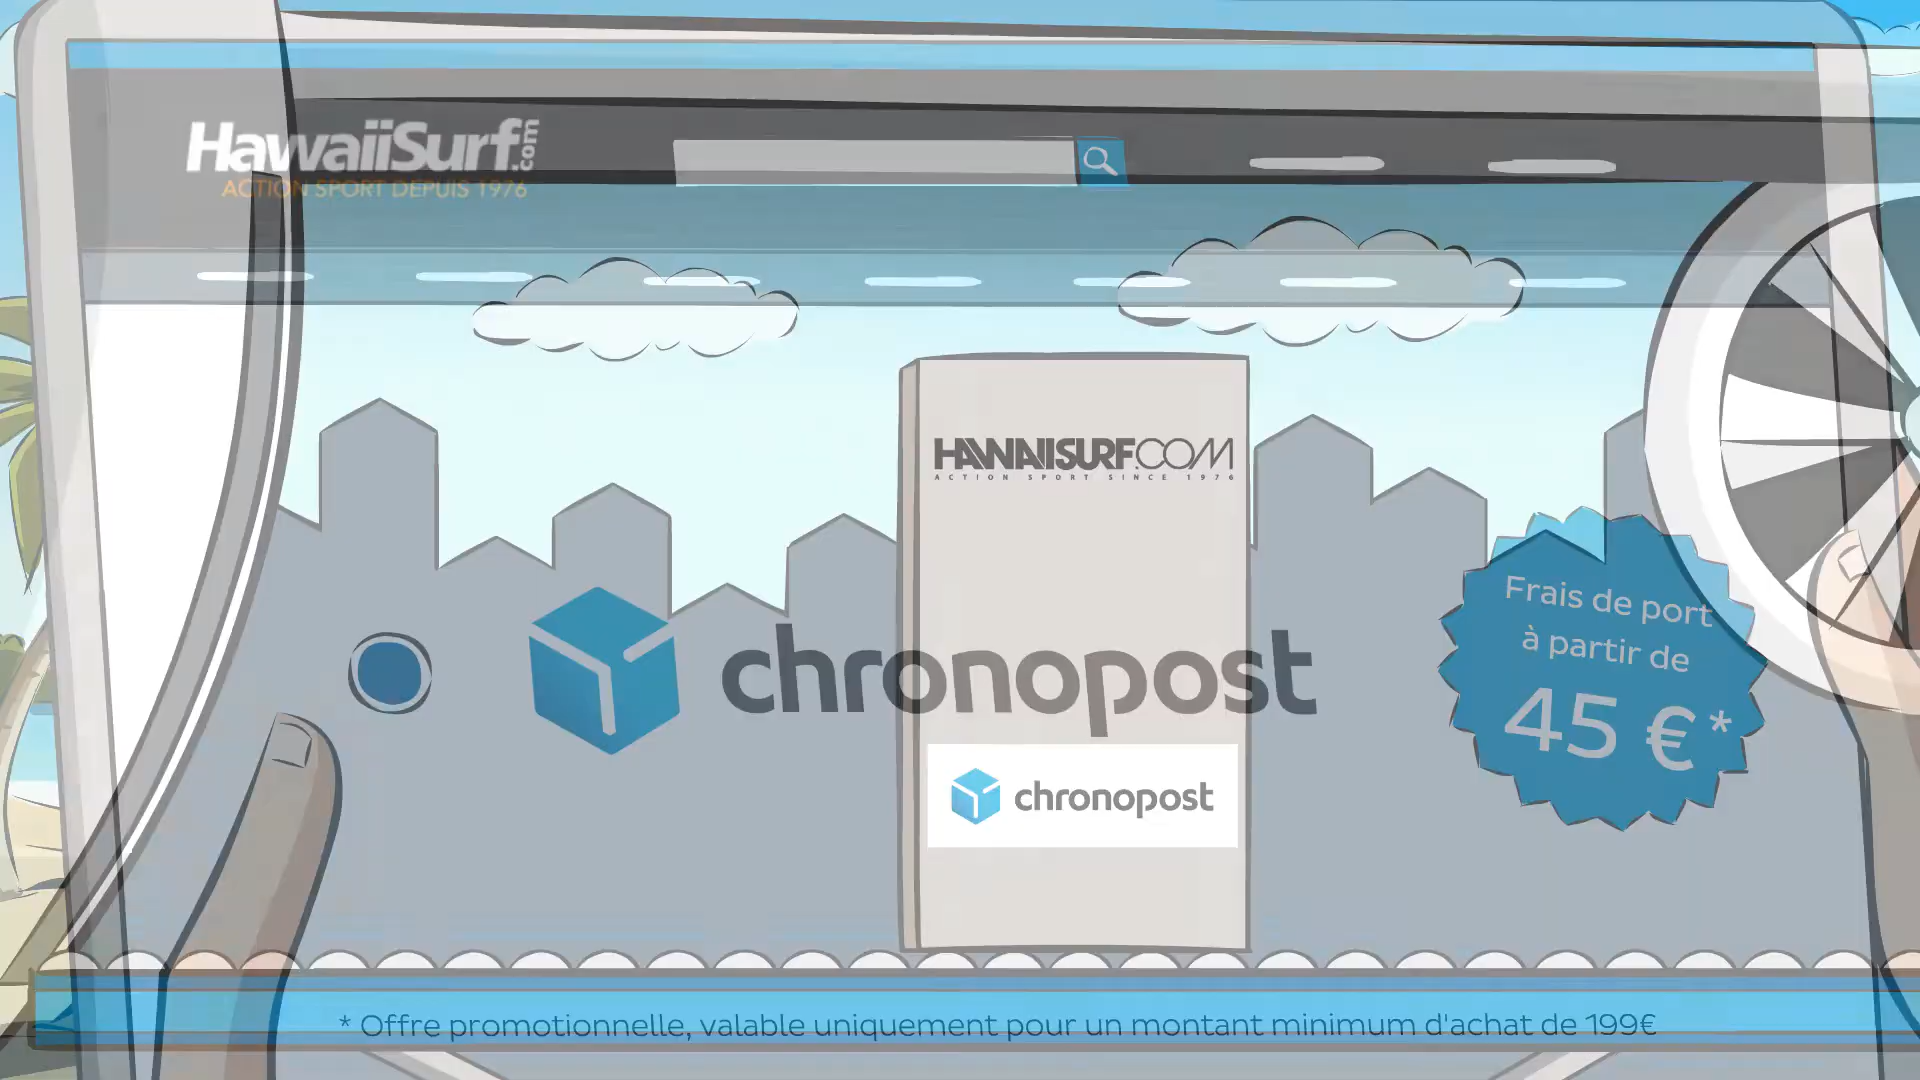 HawaiiSurf.com
ACTION SPORT DEPUIS 1976
HAWAIISURF.COM
ACTION SPORT SINCE 1976
Frais de port
à partir de
45 €*
chronopost
chronopost
* Offre promotionnelle, valable uniquement pour un montant minimum d'achat de 199€